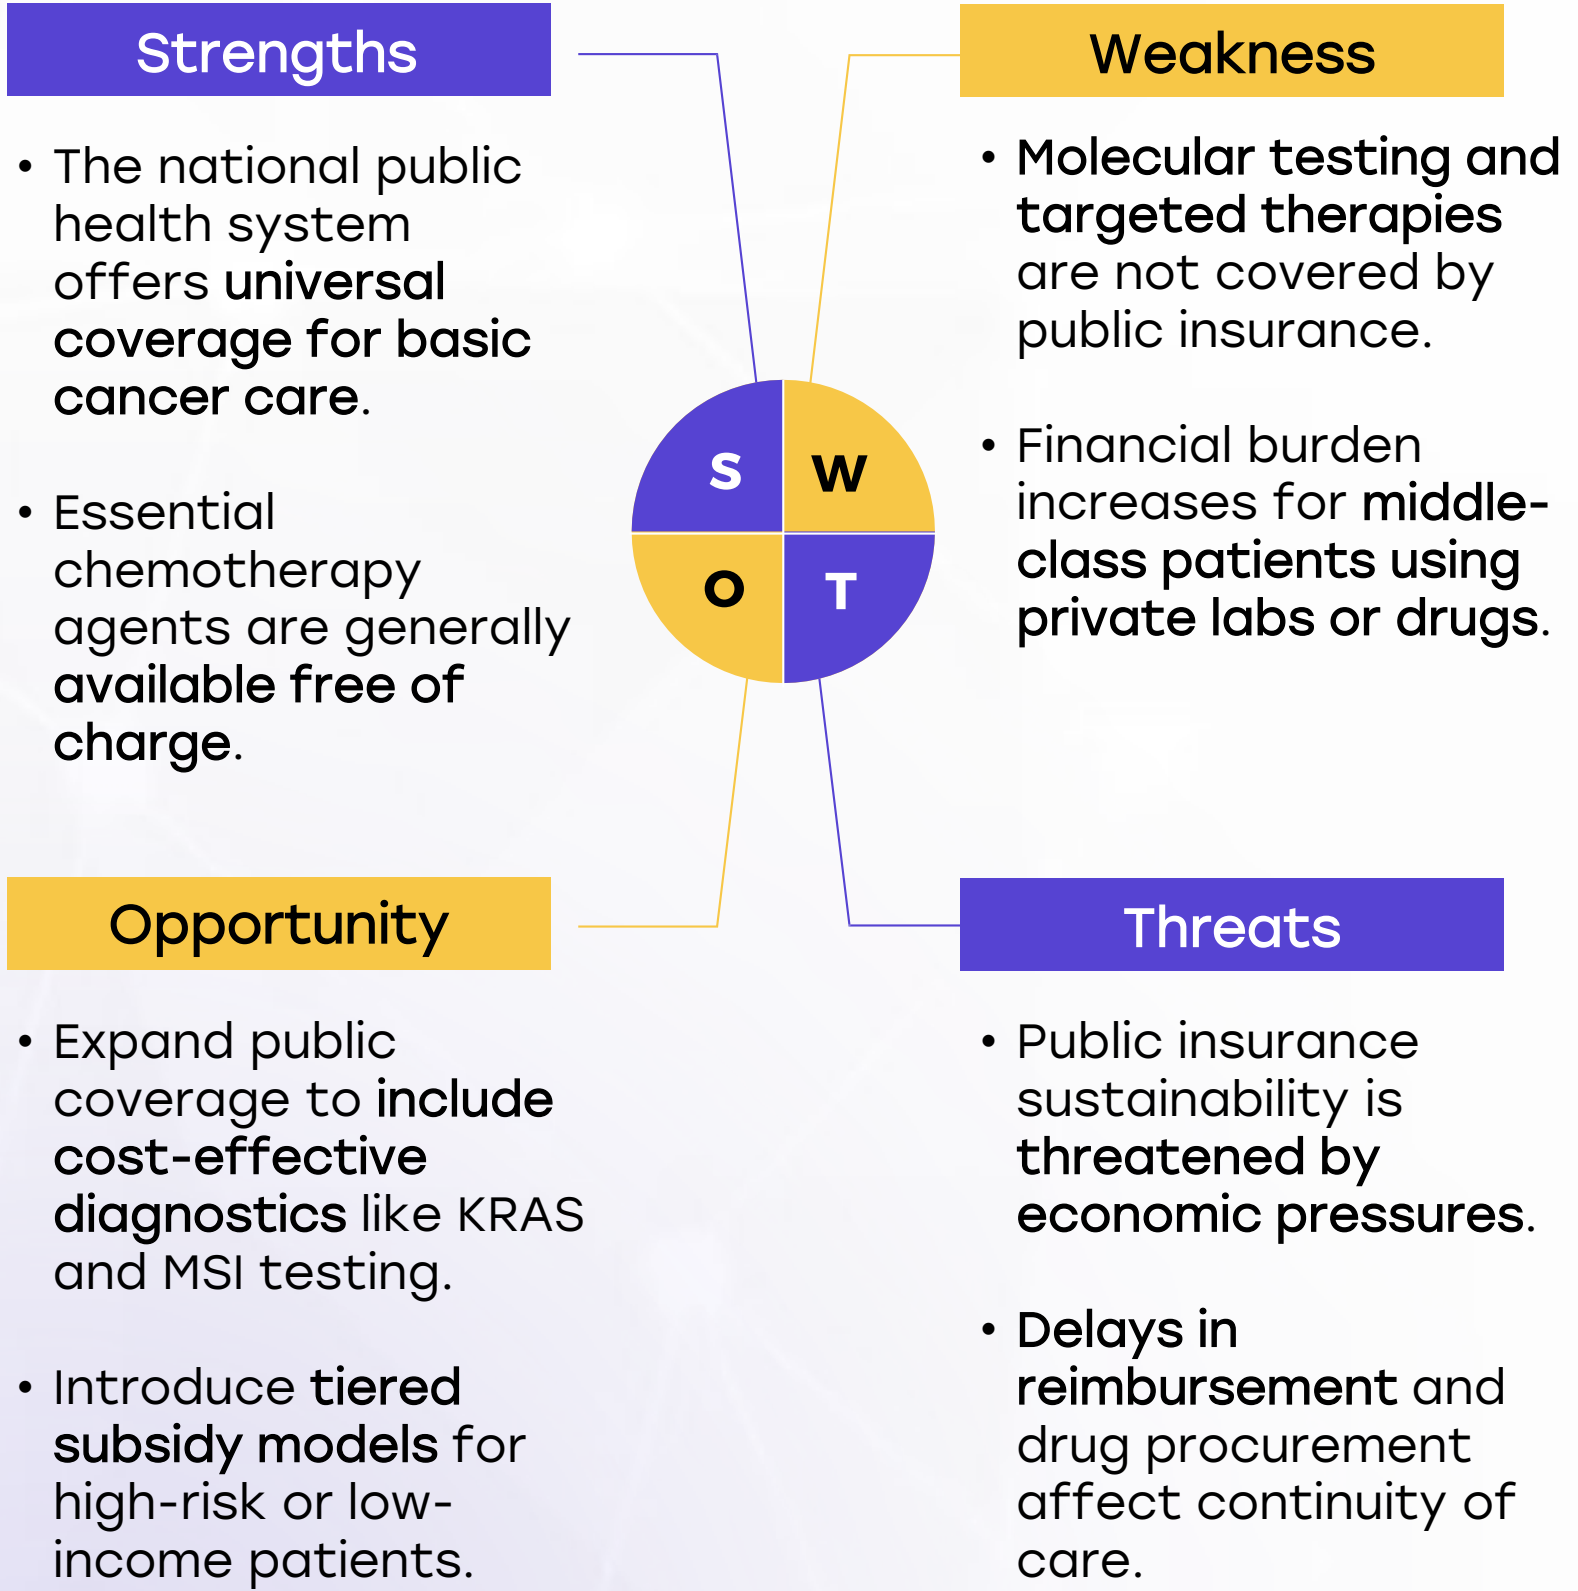 Strengths
• The national public
health system
offers universal
coverage for basic
cancer care.
• Essential
chemotherapy
agents are generally
available free of
charge.
Weakness
• Molecular testing and
targeted therapies
are not covered by
public insurance.
• Financial burden
increases for middle-
class patients using
private labs or drugs.
S
W
O
T
Opportunity
• Expand public
coverage to include
cost-effective
diagnostics like KRAS
and MSI testing.
• Introduce tiered
subsidy models for
high-risk or low-
income patients.
Threats
• Public insurance
sustainability is
threatened by
economic pressures.
• Delays in
reimbursement and
drug procurement
affect continuity of
care.